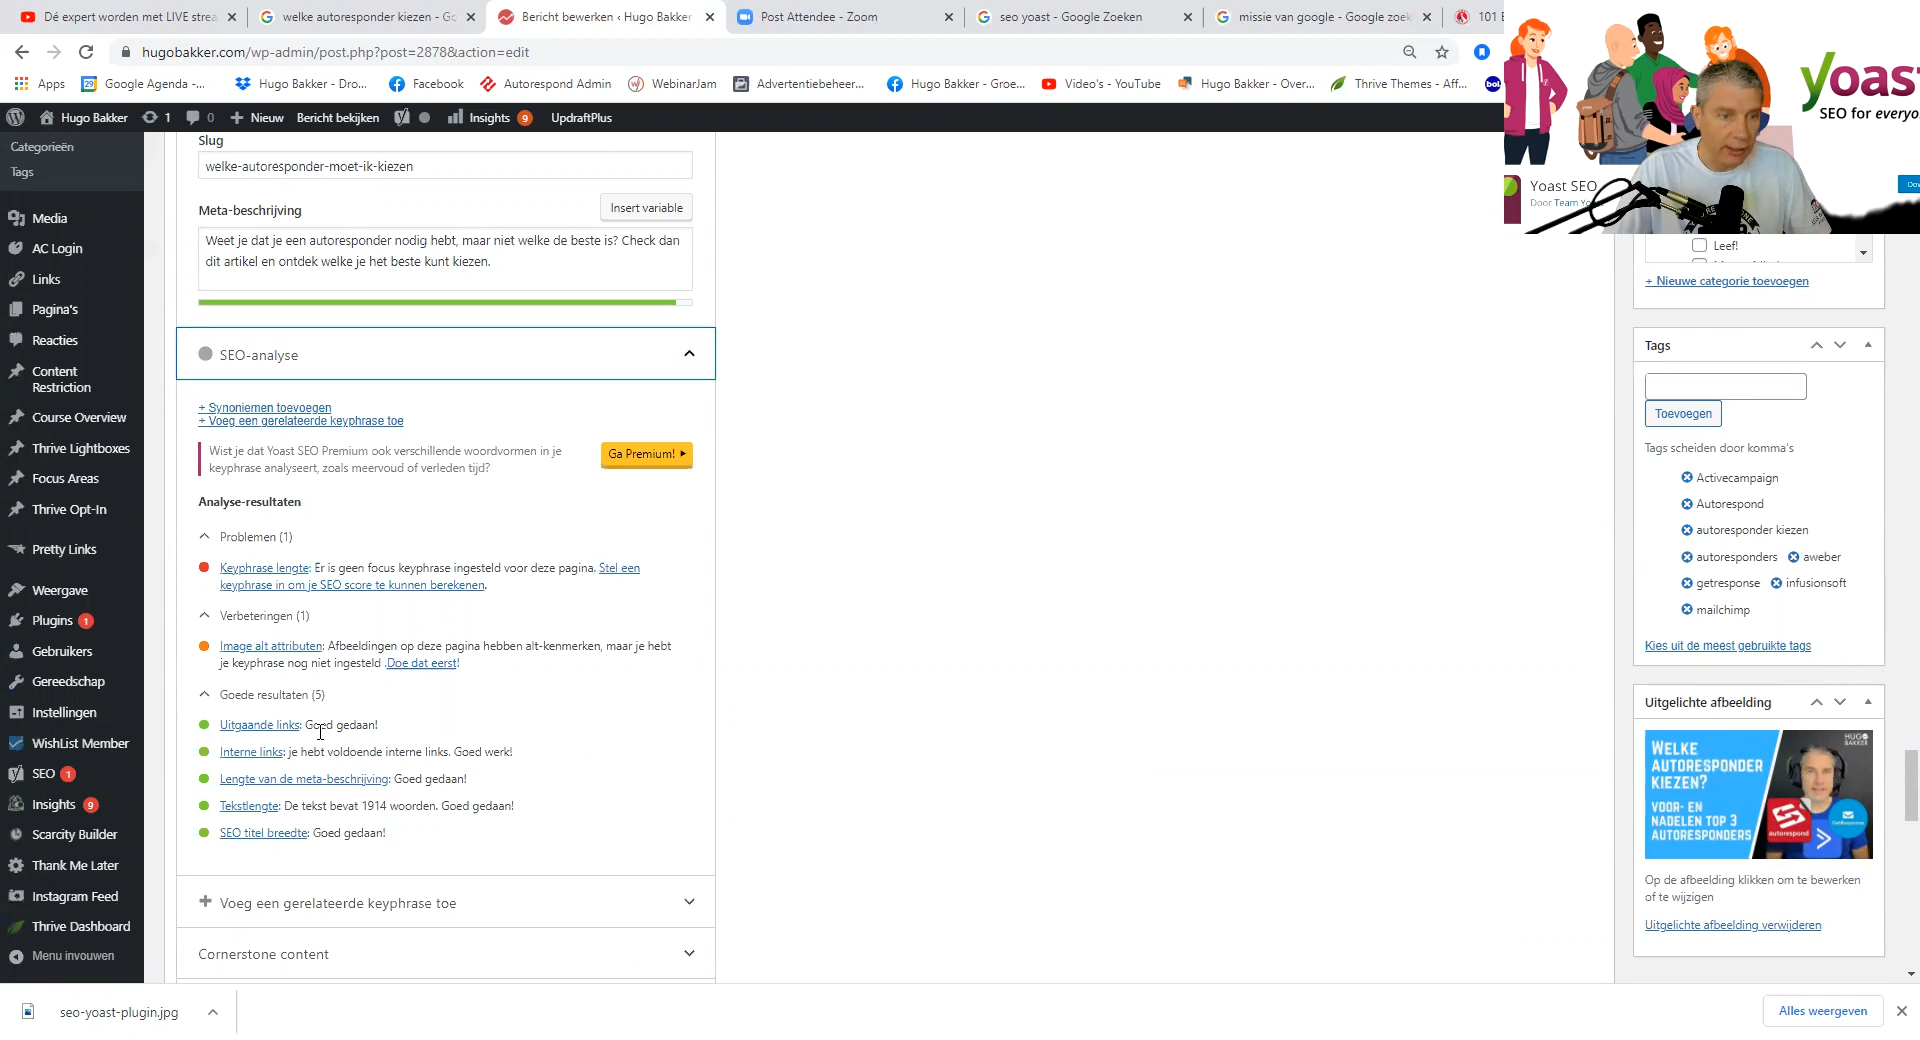 Dé expert worden met LIVE strea
welke autoresponder kiezen - Go
Bericht bewerken ‹ Hugo Bakker
Post Attendee - Zoom
seo yoast - Google Zoeken
missie van google - Google zoek
101 E
hugobakker.com/wp-admin/post.php?post=2878&action=edit
Apps
Google Agenda -...
Hugo Bakker - Dro...
Facebook
Autorespond Admin
WebinarJam
Advertentiebeheer...
Hugo Bakker - Groe...
Video's - YouTube
Hugo Bakker - Over...
Thrive Themes - Aff...
bol
Hugo Bakker
1
0
Nieuw
Bericht bekijken
Insights 9
UpdraftPlus
yoas
SEO for everyo
Yoast SEO
Door Team Yo
Dow
Categorieën
Tags
Media
AC Login
Links
Pagina's
Reacties
Content
Restriction
Course Overview
Thrive Lightboxes
Focus Areas
Thrive Opt-In
Pretty Links
Weergave
Plugins 1
Gebruikers
Gereedschap
Instellingen
WishList Member
SEO 1
Insights 9
Scarcity Builder
Thank Me Later
Instagram Feed
Thrive Dashboard
Menu invouwen
Slug
welke-autoresponder-moet-ik-kiezen
Meta-beschrijving
Insert variable
Weet je dat je een autoresponder nodig hebt, maar niet welke de beste is? Check dan
dit artikel en ontdek welke je het beste kunt kiezen.
SEO-analyse
+ Synoniemen toevoegen
+ Voeg een gerelateerde keyphrase toe
Wist je dat Yoast SEO Premium ook verschillende woordvormen in je
keyphrase analyseert, zoals meervoud of verleden tijd?
Ga Premium!
Analyse-resultaten
Problemen (1)
Keyphrase lengte: Er is geen focus keyphrase ingesteld voor deze pagina. Stel een
keyphrase in om je SEO score te kunnen berekenen.
Verbeteringen (1)
Image alt attributen: Afbeeldingen op deze pagina hebben alt-kenmerken, maar je hebt
je keyphrase nog niet ingesteld .Doe dat eerst!
Goede resultaten (5)
Uitgaande links: Goed gedaan!
Interne links: je hebt voldoende interne links. Goed werk!
Lengte van de meta-beschrijving: Goed gedaan!
Tekstlengte: De tekst bevat 1914 woorden. Goed gedaan!
SEO titel breedte: Goed gedaan!
Voeg een gerelateerde keyphrase toe
Cornerstone content
Leef!
+ Nieuwe categorie toevoegen
Tags
Toevoegen
Tags scheiden door komma's
Activecampaign
Autorespond
autoresponder kiezen
autoresponders aweber
getresponse infusionsoft
mailchimp
Kies uit de meest gebruikte tags
Uitgelichte afbeelding
HUGO
BAKKER
WELKE
AUTORESPONDER
KIEZEN?
VOOR- EN
NADELEN TOP 3
AUTORESPONDERS
autorespond
GetResponse
Op de afbeelding klikken om te bewerken
of te wijzigen
Uitgelichte afbeelding verwijderen
seo-yoast-plugin.jpg
Alles weergeven